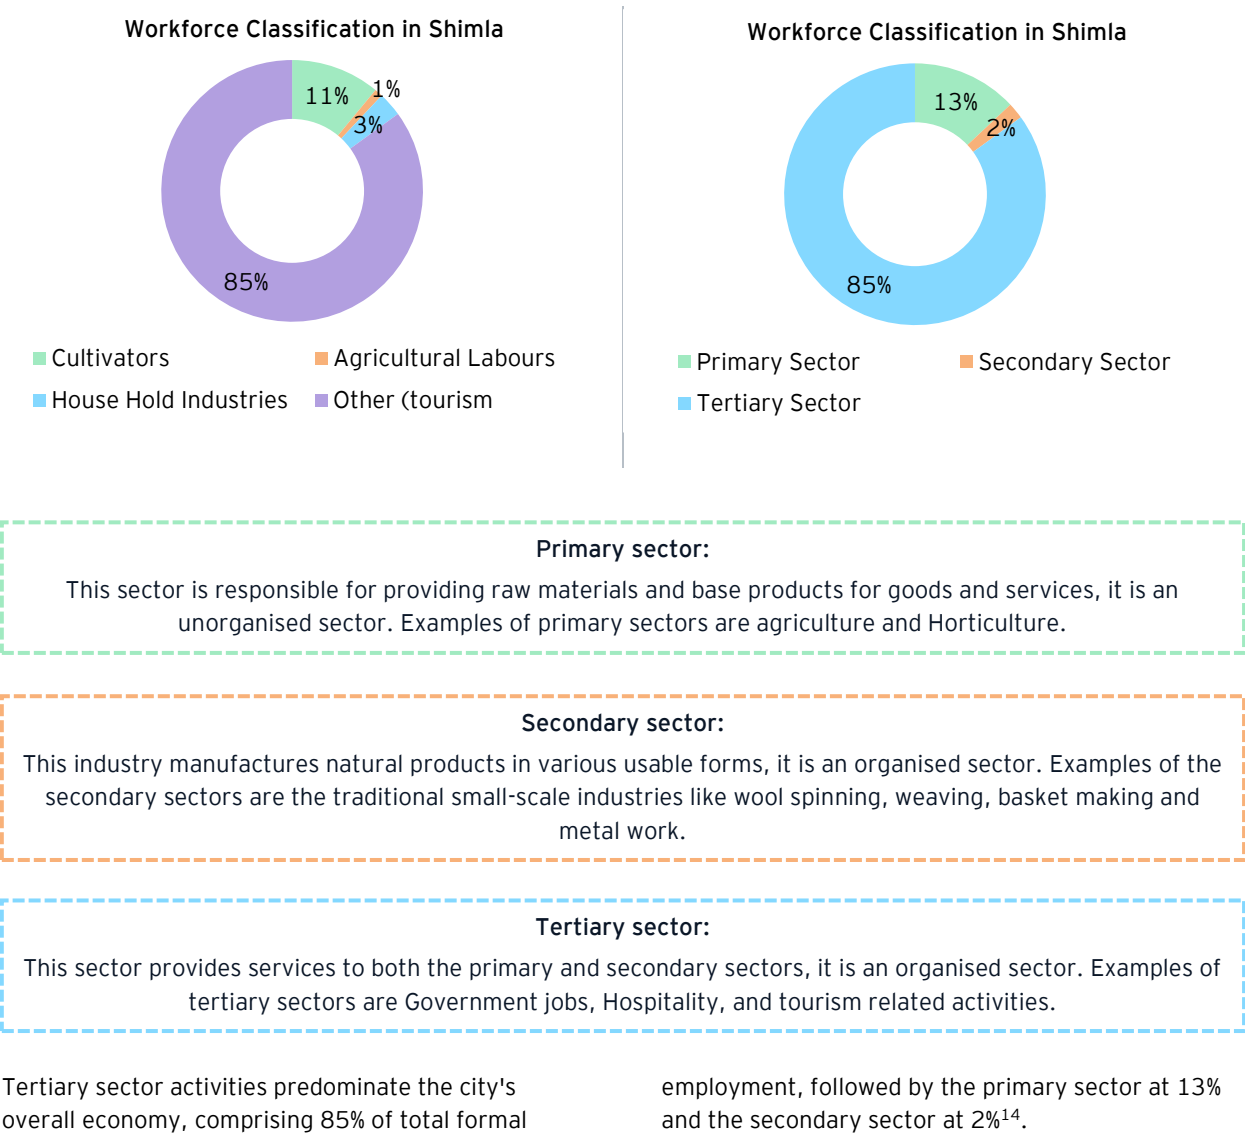 Workforce Classification in Shimla
11%
1%
3%
85%
Cultivators
Agricultural Labours
House Hold Industries
Other (tourism
Workforce Classification in Shimla
13%
2%
85%
Primary Sector
Secondary Sector
Tertiary Sector
Primary sector:
This sector is responsible for providing raw materials and base products for goods and services, it is an
unorganised sector. Examples of primary sectors are agriculture and Horticulture.
Secondary sector:
This industry manufactures natural products in various usable forms, it is an organised sector. Examples of the
secondary sectors are the traditional small-scale industries like wool spinning, weaving, basket making and
metal work.
Tertiary sector:
This sector provides services to both the primary and secondary sectors, it is an organised sector. Examples of
tertiary sectors are Government jobs, Hospitality, and tourism related activities.
Tertiary sector activities predominate the city's
overall economy, comprising 85% of total formal
employment, followed by the primary sector at 13%
and the secondary sector at 2%¹⁴.